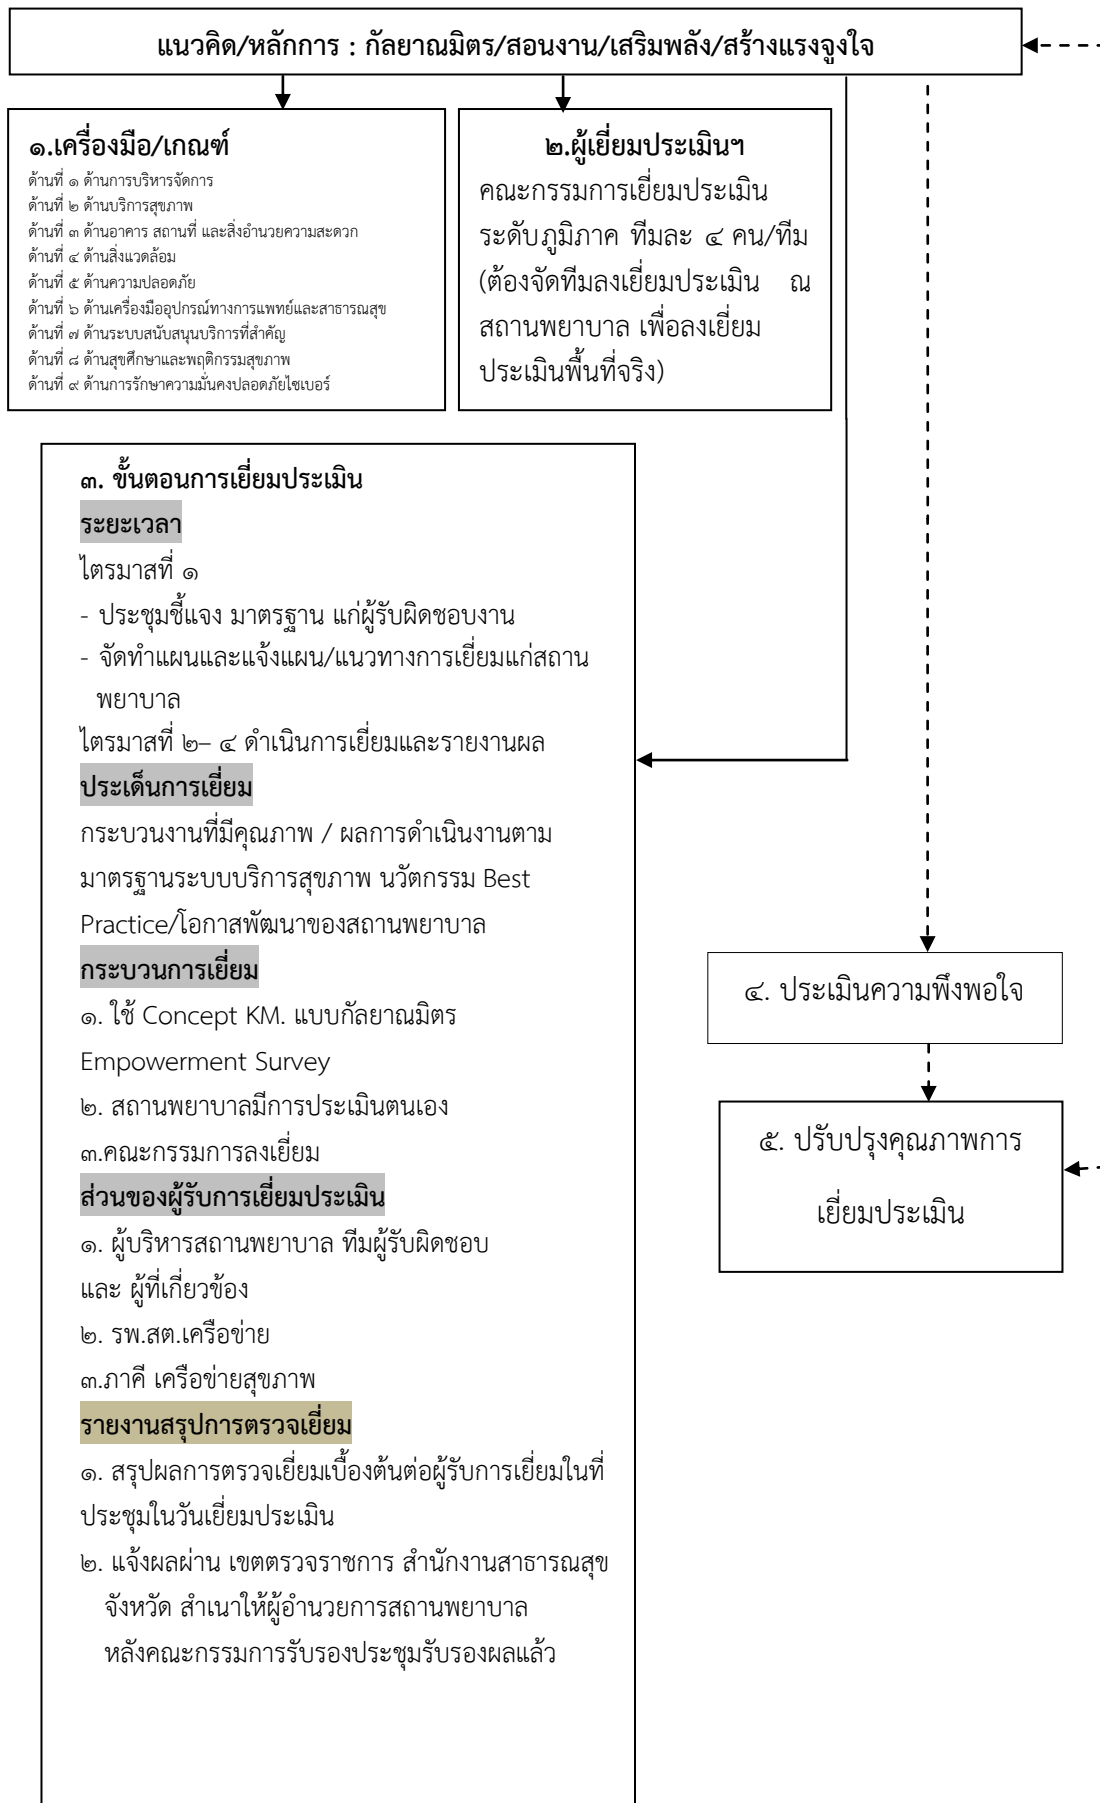 แนวคิด/หลักการ : กัลยาณมิตร/สอนงาน/เสริมพลัง/สร้างแรงจูงใจ
๑.เครื่องมือ/เกณฑ์
ด้านที่ ๑ ด้านการบริหารจัดการ
ด้านที่ ๒ ด้านบริการสุขภาพ
ด้านที่ ๓ ด้านอาคาร สถานที่ และสิ่งอำนวยความสะดวก
ด้านที่ ๔ ด้านสิ่งแวดล้อม
ด้านที่ ๕ ด้านความปลอดภัย
ด้านที่ ๖ ด้านเครื่องมืออุปกรณ์ทางการแพทย์และสาธารณสุข
ด้านที่ ๗ ด้านระบบสนับสนุนบริการที่สำคัญ
ด้านที่ ๘ ด้านสุขศึกษาและพฤติกรรมสุขภาพ
ด้านที่ ๙ ด้านการรักษาความมั่นคงปลอดภัยไซเบอร์
๒.ผู้เยี่ยมประเมินฯ
คณะกรรมการเยี่ยมประเมิน
ระดับภูมิภาค ทีมละ ๔ คน/ทีม
(ต้องจัดทีมลงเยี่ยมประเมิน ณ
สถานพยาบาล เพื่อลงเยี่ยม
ประเมินพื้นที่จริง)
๓. ขั้นตอนการเยี่ยมประเมิน
ระยะเวลา
ไตรมาสที่ ๑
- ประชุมชี้แจง มาตรฐาน แก่ผู้รับผิดชอบงาน
- จัดทำแผนและแจ้งแผน/แนวทางการเยี่ยมแก่สถาน
พยาบาล
ไตรมาสที่ ๒– ๔ ดำเนินการเยี่ยมและรายงานผล
ประเด็นการเยี่ยม
กระบวนงานที่มีคุณภาพ / ผลการดำเนินงานตาม
มาตรฐานระบบบริการสุขภาพ นวัตกรรม Best
Practice/โอกาสพัฒนาของสถานพยาบาล
กระบวนการเยี่ยม
๑. ใช้ Concept KM. แบบกัลยาณมิตร
Empowerment Survey
๒. สถานพยาบาลมีการประเมินตนเอง
๓.คณะกรรมการลงเยี่ยม
ส่วนของผู้รับการเยี่ยมประเมิน
๑. ผู้บริหารสถานพยาบาล ทีมผู้รับผิดชอบ
และ ผู้ที่เกี่ยวข้อง
๒. รพ.สต.เครือข่าย
๓.ภาคี เครือข่ายสุขภาพ
รายงานสรุปการตรวจเยี่ยม
๑. สรุปผลการตรวจเยี่ยมเบื้องต้นต่อผู้รับการเยี่ยมในที่
ประชุมในวันเยี่ยมประเมิน
๒. แจ้งผลผ่าน เขตตรวจราชการ สำนักงานสาธารณสุข
จังหวัด สำเนาให้ผู้อำนวยการสถานพยาบาล
หลังคณะกรรมการรับรองประชุมรับรองผลแล้ว
๔. ประเมินความพึงพอใจ
๕. ปรับปรุงคุณภาพการ
เยี่ยมประเมิน